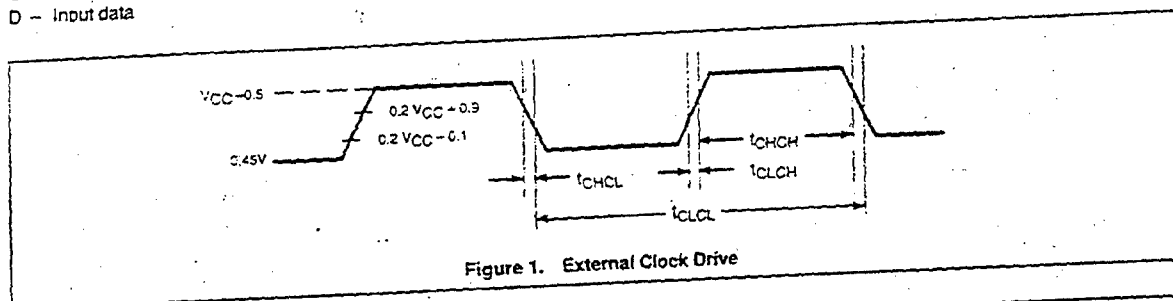 D – Input data
VCC–0.5
0.2 VCC–0.9
0.2 VCC–0.1
0.45V
tCHCH
tCHCL
tCLCH
tCLCL
Figure 1. External Clock Drive